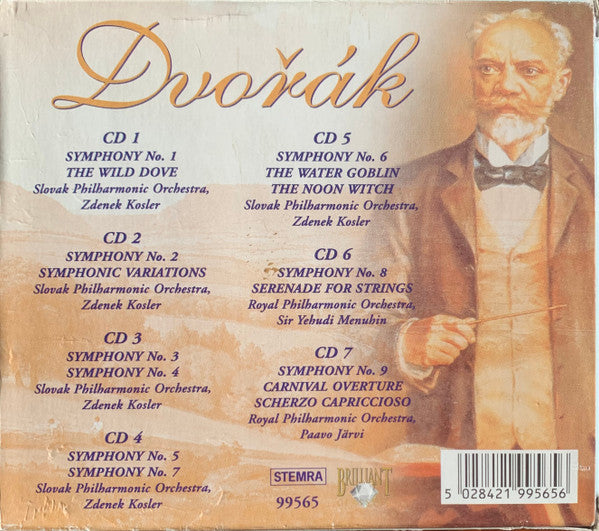 Dvořák
CD 1
SYMPHONY No. 1
THE WILD DOVE
Slovak Philharmonic Orchestra,
Zdenek Kosler
CD 2
SYMPHONY No. 2
SYMPHONIC VARIATIONS
Slovak Philharmonic Orchestra,
Zdenek Kosler
CD 3
SYMPHONY No. 3
SYMPHONY No. 4
Slovak Philharmonic Orchestra,
Zdenek Kosler
CD 4
SYMPHONY No. 5
SYMPHONY No. 7
Slovak Philharmonic Orchestra,
Zdenek Kosler
CD 5
SYMPHONY No. 6
THE WATER GOBLIN
THE NOON WITCH
Slovak Philharmonic Orchestra,
Zdenek Kosler
CD 6
SYMPHONY No. 8
SERENADE FOR STRINGS
Royal Philharmonic Orchestra,
Sir Yehudi Menuhin
CD 7
SYMPHONY No. 9
CARNIVAL OVERTURE
SCHERZO CAPRICCIOSO
Royal Philharmonic Orchestra,
Paavo Järvi
STEMRA
99565
BRILLIANT
5 028421 995656